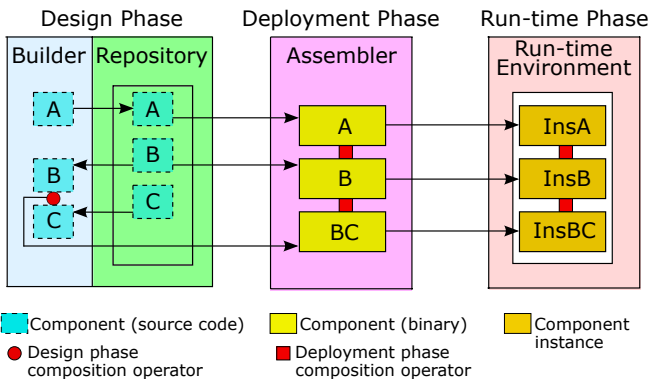 Design Phase
Deployment Phase
Run-time Phase
Builder
Repository
Assembler
Run-time
Environment
A
A
A
InsA
B
B
B
InsB
C
C
BC
InsBC
Component (source code)
Component (binary)
Component
instance
Design phase
composition operator
Deployment phase
composition operator